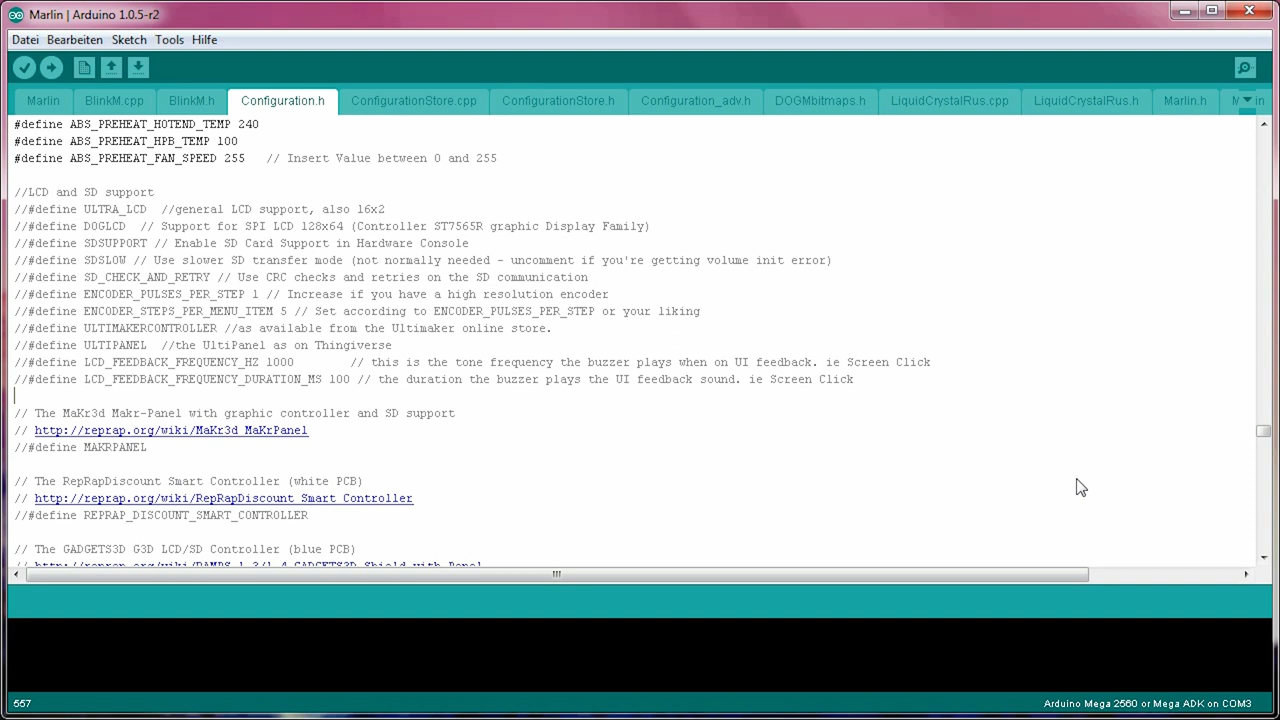 Marlin | Arduino 1.0.5-r2
Datei Bearbeiten Sketch Tools Hilfe
Marlin BlinkM.cpp BlinkM.h Configuration.h ConfigurationStore.cpp ConfigurationStore.h Configuration_adv.h DOGMbitmaps.h LiquidCrystalRus.cpp LiquidCrystalRus.h Marlin.h
#define ABS_PREHEAT_HOTEND_TEMP 240
#define ABS_PREHEAT_HPB_TEMP 100
#define ABS_PREHEAT_FAN_SPEED 255   // Insert Value between 0 and 255
//LCD and SD support
//#define ULTRA_LCD  //general LCD support, also 16x2
//#define DOGLCD  // Support for SPI LCD 128x64 (Controller ST7565R graphic Display Family)
//#define SDSUPPORT // Enable SD Card Support in Hardware Console
//#define SDSLOW // Use slower SD transfer mode (not normally needed - uncomment if you're getting volume init error)
//#define SD_CHECK_AND_RETRY // Use CRC checks and retries on the SD communication
//#define ENCODER_PULSES_PER_STEP 1 // Increase if you have a high resolution encoder
//#define ENCODER_STEPS_PER_MENU_ITEM 5 // Set according to ENCODER_PULSES_PER_STEP or your liking
//#define ULTIMAKERCONTROLLER //as available from the Ultimaker online store.
//#define ULTIPANEL  //the UltiPanel as on Thingiverse
//#define LCD_FEEDBACK_FREQUENCY_HZ 1000        // this is the tone frequency the buzzer plays when on UI feedback. ie Screen Click
//#define LCD_FEEDBACK_FREQUENCY_DURATION_MS 100 // the duration the buzzer plays the UI feedback sound. ie Screen Click
// The MaKr3d Makr-Panel with graphic controller and SD support
// http://reprap.org/wiki/MaKr3d_MaKrPanel
//#define MAKRPANEL
// The RepRapDiscount Smart Controller (white PCB)
// http://reprap.org/wiki/RepRapDiscount_Smart_Controller
//#define REPRAP_DISCOUNT_SMART_CONTROLLER
// The GADGETS3D G3D LCD/SD Controller (blue PCB)
// http://reprap.org/wiki/RAMPS_1.3/1.4_GADGETS3D_Shield_with_Panel
557
Arduino Mega 2560 or Mega ADK on COM3